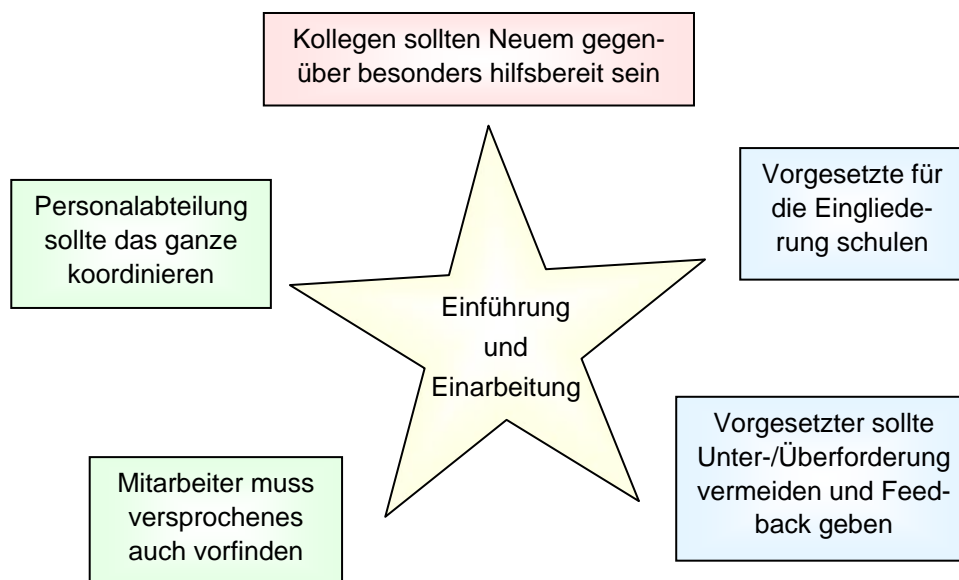 Kollegen sollten Neuem gegen-
über besonders hilfsbereit sein
Personalabteilung
sollte das ganze
koordinieren
Vorgesetzte für
die Eingliede-
rung schulen
Einführung
und
Einarbeitung
Mitarbeiter muss
versprochenes
auch vorfinden
Vorgesetzter sollte
Unter-/Überforderung
vermeiden und Feed-
back geben